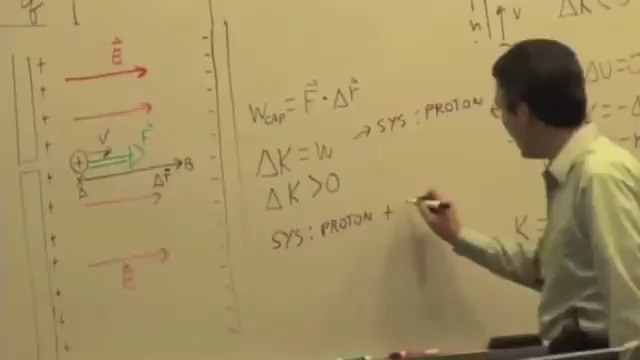 q
E
W_CAP = F · Δr
→ SYS: PROTON
ΔK = W
ΔK > 0
SYS: PROTON +
V
F
A
B
Δr
E
V
ΔK <
ΔU =
K =